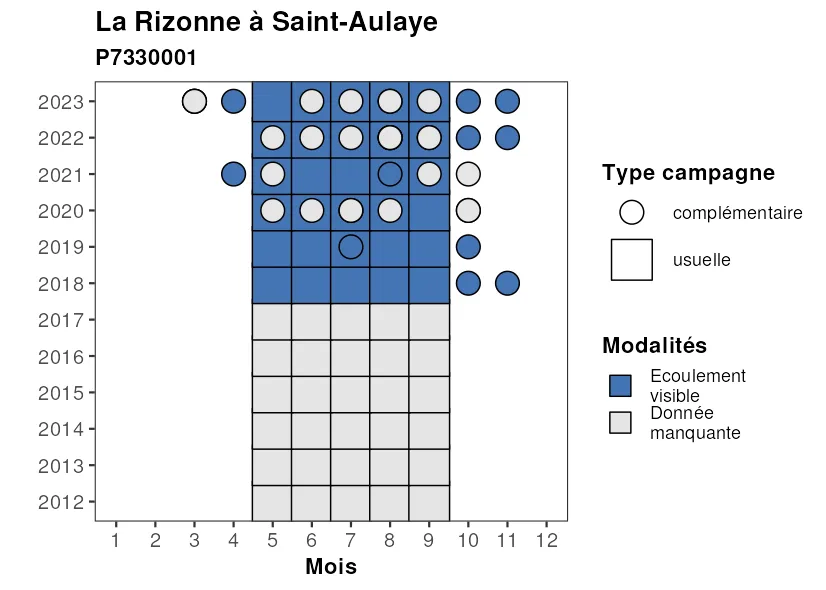 La Rizonne à Saint-Aulaye
P7330001
2023
2022
2021
2020
2019
2018
2017
2016
2015
2014
2013
2012
1 2 3 4 5 6 7 8 9 10 11 12
Mois
Type campagne
complémentaire
usuelle
Modalités
Ecoulement
visible
Donnée
manquante